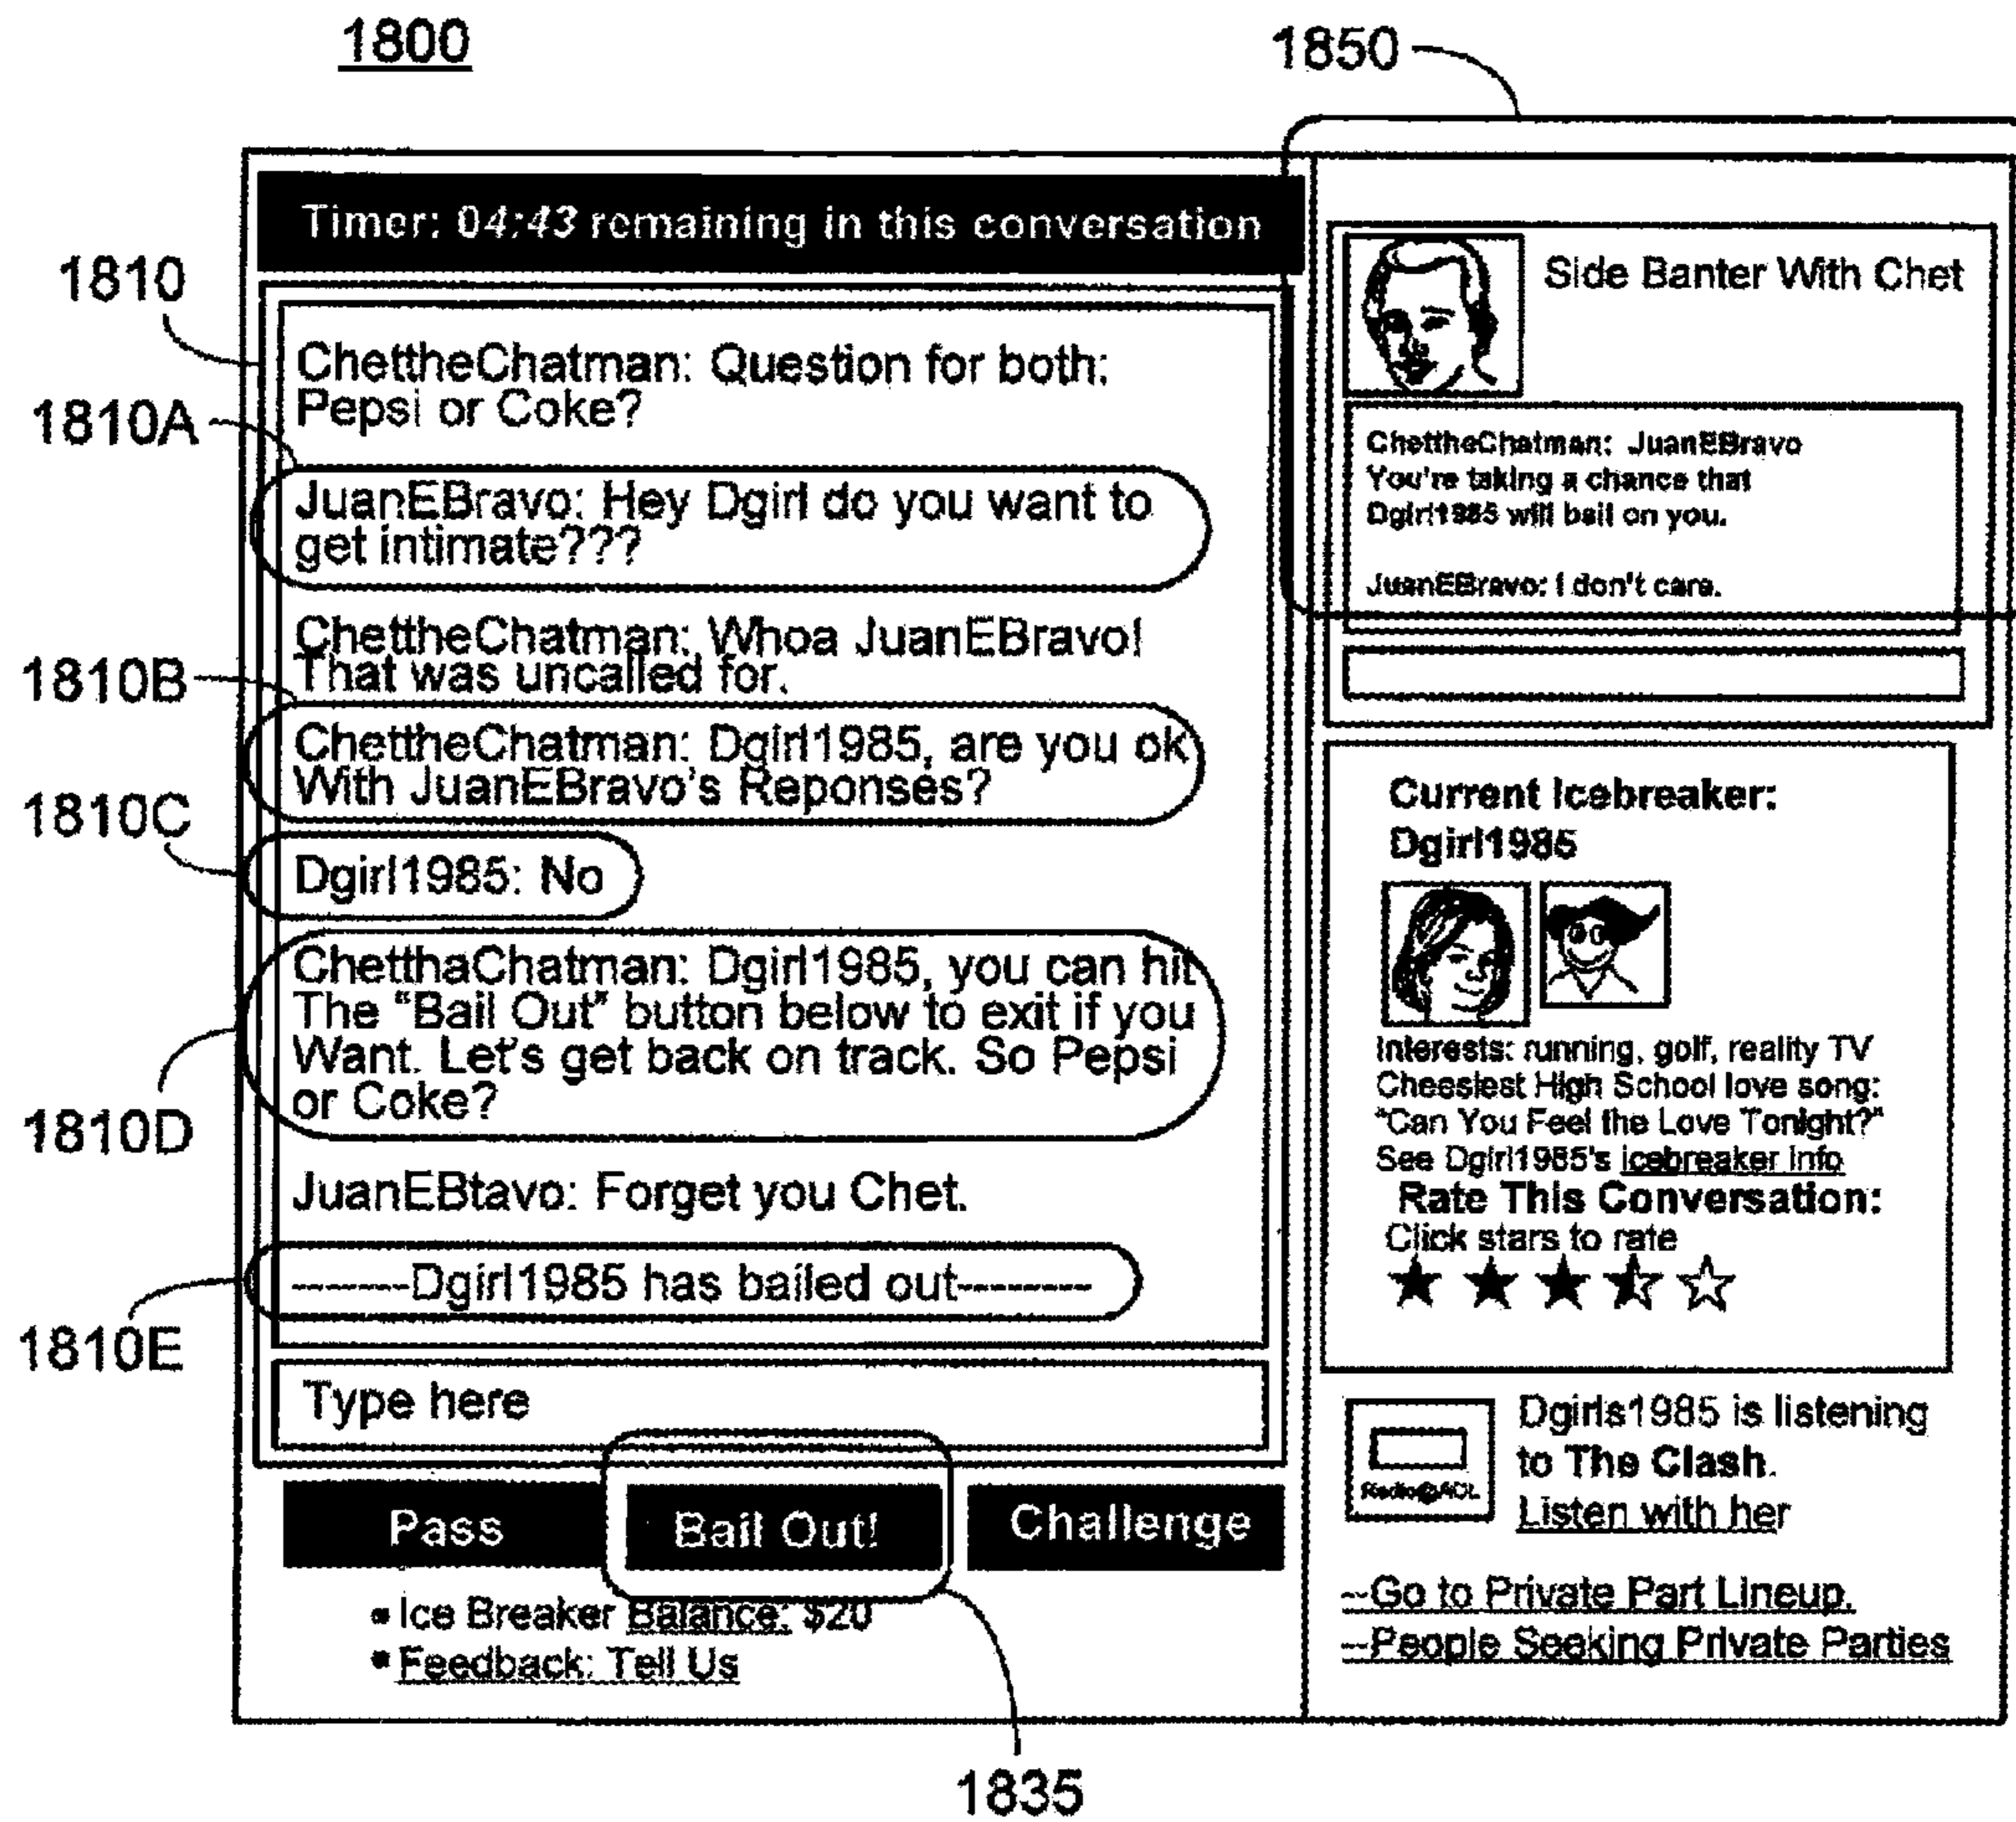 1800
1850
Timer: 04:43 remaining in this conversation
1810
ChettheChatman: Question for both:
Pepsi or Coke?
1810A
JuanEBravo: Hey Dgirl do you want to
get intimate???
ChettheChatman: Whoa JuanEBravo!
That was uncalled for.
1810B
ChettheChatman: Dgirl1985, are you ok
With JuanEBravo's Reponses?
1810C
Dgirl1985: No
ChetthaChatman: Dgirl1985, you can hit
The "Bail Out" button below to exit if you
Want. Let's get back on track. So Pepsi
or Coke?
1810D
JuanEBtavo: Forget you Chet.
-------Dgirl1985 has bailed out--------
1810E
Type here
Pass
Bail Out!
Challenge
• Ice Breaker Balance: $20
• Feedback: Tell Us
1835
Side Banter With Chet
ChettheChatman: JuanEBravo
You're taking a chance that
Dgirl1985 will bail on you.
JuanEBravo: I don't care.
Current Icebreaker:
Dgirl1985
Interests: running, golf, reality TV
Cheesiest High School love song:
"Can You Feel the Love Tonight?"
See Dgirl1985's icebreaker info
Rate This Conversation:
Click stars to rate
Radio@AOL
Dgirls1985 is listening
to The Clash.
Listen with her
--Go to Private Part Lineup.
--People Seeking Private Parties